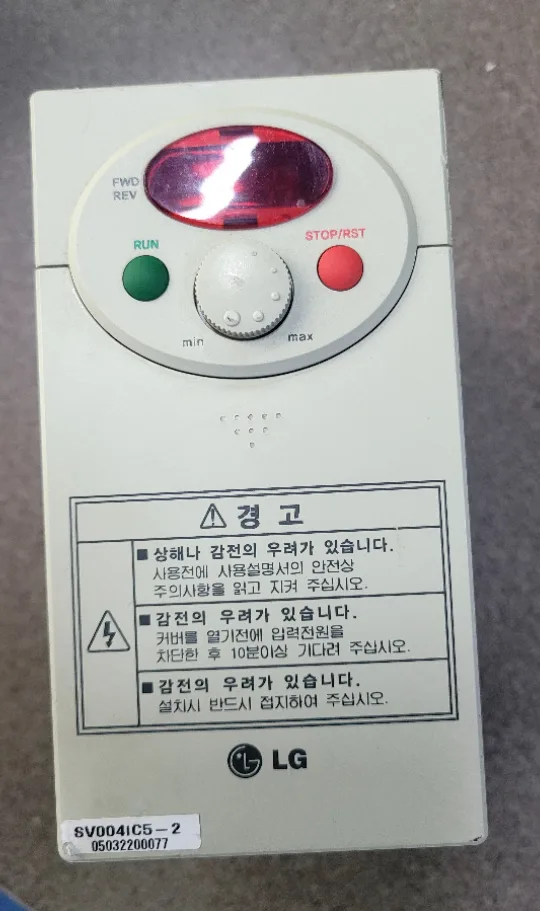 FWD
REV
RUN
STOP/RST
min
max
경 고
■ 상해나 감전의 우려가 있습니다.
사용전에 사용설명서의 안전상
주의사항을 읽고 지켜 주십시오.
■ 감전의 우려가 있습니다.
커버를 열기전에 입력전원을
차단한 후 10분이상 기다려 주십시오.
■ 감전의 우려가 있습니다.
설치시 반드시 접지하여 주십시오.
LG
SV004IC5-2
05032200077